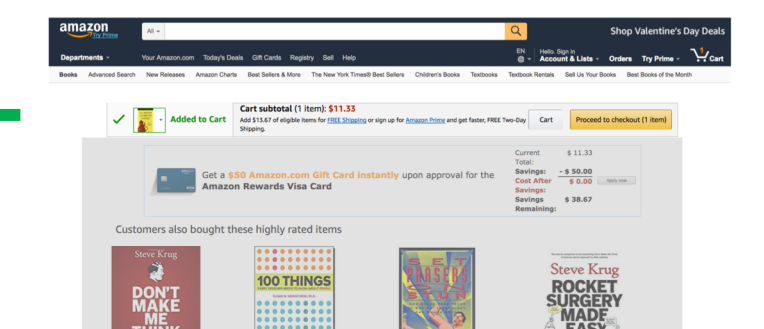 amazon
Try Prime
All
Shop Valentine's Day Deals
Departments
Your Amazon.com Today's Deals Gift Cards Registry Sell Help
EN
Hello. Sign in
Account & Lists
Orders
Try Prime
1
Cart
Books Advanced Search New Releases Amazon Charts Best Sellers & More The New York Times® Best Sellers Children's Books Textbooks Textbook Rentals Sell Us Your Books Best Books of the Month
Added to Cart
Cart subtotal (1 item): $11.33
Add $13.67 of eligible items for FREE Shipping or sign up for Amazon Prime and get faster, FREE Two-Day
Shipping.
Cart
Proceed to checkout (1 item)
Get a $50 Amazon.com Gift Card instantly upon approval for the
Amazon Rewards Visa Card
Current $ 11.33
Total:
Savings: - $ 50.00
Cost After $ 0.00
Savings:
Savings $ 38.67
Remaining:
Apply now
Customers also bought these highly rated items
Steve Krug
DON'T
MAKE
ME
THINK
100 THINGS
SET
PHASERS
STUN
Steve Krug
ROCKET
SURGERY
MADE
EASY